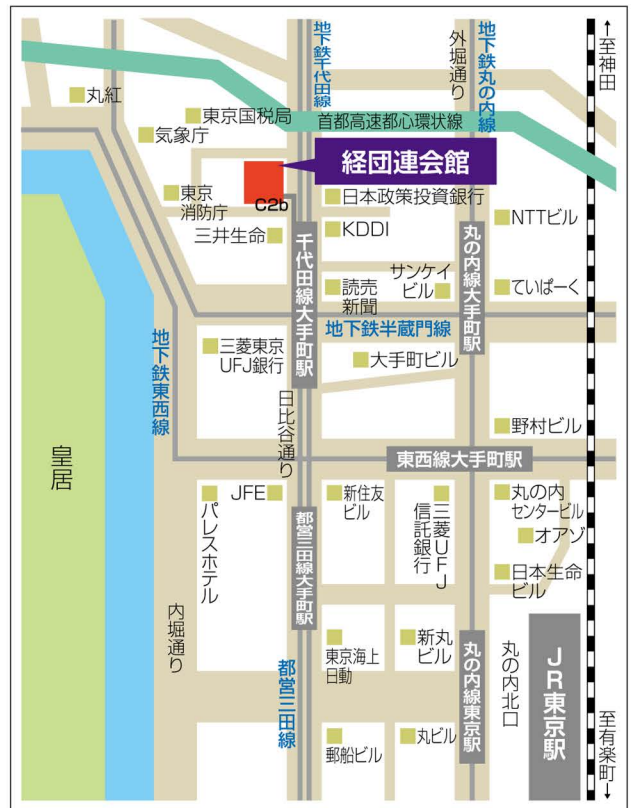 地下鉄千代田線
外堀通り
地下鉄丸の内線
↑至神田
丸紅
東京国税局
首都高速都心環状線
気象庁
経団連会館
東京
消防庁
C2b
日本政策投資銀行
三井生命
KDDI
NTTビル
千代田線大手町駅
丸の内線大手町駅
読売
新聞
サンケイ
ビル
ていぱーく
地下鉄半蔵門線
地下鉄東西線
三菱東京
UFJ銀行
大手町ビル
日比谷通り
野村ビル
皇居
東西線大手町駅
パレスホテル
JFE
新住友
ビル
三菱UFJ
信託銀行
丸の内
センタービル
オアゾ
都営三田線大手町駅
日本生命
ビル
内堀通り
東京海上
日動
新丸
ビル
丸の内線東京駅
丸の内北口
JR東京駅
都営三田線
郵船ビル
丸ビル
至有楽町↓